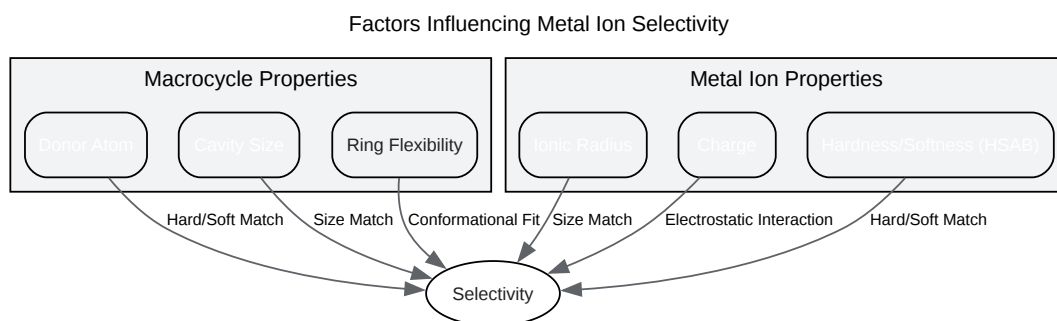 Factors Influencing Metal Ion Selectivity
Macrocycle Properties
Metal Ion Properties
Donor Atom
Cavity Size
Ring Flexibility
Ionic Radius
Charge
Hardness/Softness (HSAB)
Hard/Soft Match
Size Match
Conformational Fit
Size Match
Electrostatic Interaction
Hard/Soft Match
Selectivity